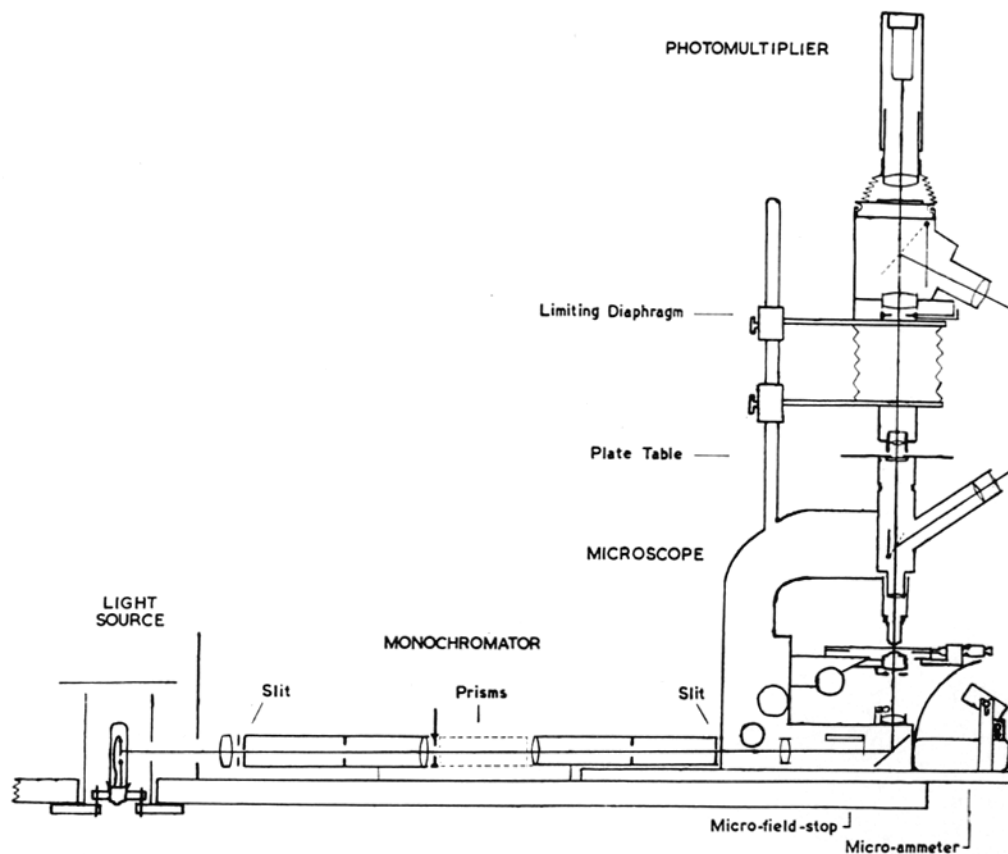 PHOTOMULTIPLIER
Limiting Diaphragm
Plate Table
MICROSCOPE
LIGHT
SOURCE
MONOCHROMATOR
Slit
Prisms
Slit
Micro-field-stop
Micro-ammeter